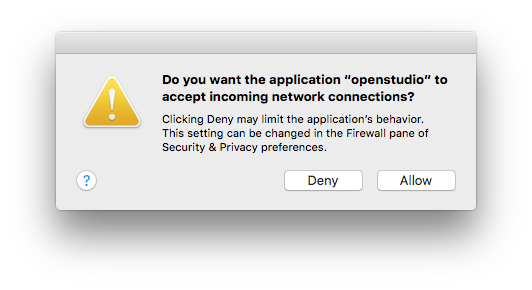 Do you want the application “openstudio” to
accept incoming network connections?
Clicking Deny may limit the application's behavior.
This setting can be changed in the Firewall pane of
Security & Privacy preferences.
?
Deny
Allow